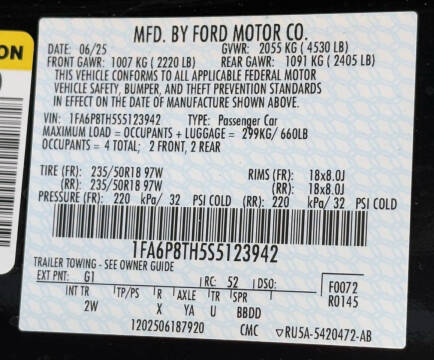 ON
MFD. BY FORD MOTOR CO.
DATE: 06/25 GVWR: 2055 KG (4530 LB)
FRONT GAWR: 1007 KG (2220 LB) REAR GAWR: 1091 KG (2405 LB)
THIS VEHICLE CONFORMS TO ALL APPLICABLE FEDERAL MOTOR
VEHICLE SAFETY, BUMPER, AND THEFT PREVENTION STANDARDS
IN EFFECT ON THE DATE OF MANUFACTURE SHOWN ABOVE.
VIN: 1FA6P8TH5S5123942 TYPE: Passenger Car
MAXIMUM LOAD = OCCUPANTS + LUGGAGE = 299KG/ 660LB
OCCUPANTS = 4 TOTAL; 2 FRONT, 2 REAR
TIRE (FR): 235/50R18 97W RIMS (FR): 18x8.0J
(RR): 235/50R18 97W (RR): 18x8.0J
PRESSURE (FR): 220 kPa/ 32 PSI COLD (RR): 220 kPa/ 32 PSI COLD
1FA6P8TH5S5123942
TRAILER TOWING - SEE OWNER GUIDE
EXT PNT: G1 RC: 52 DSO: F0072
INT TR TP/PS R AXLE TR SPR R0145
2W X YA U BBDD
1202506187920 CMC RU5A-5420472-AB